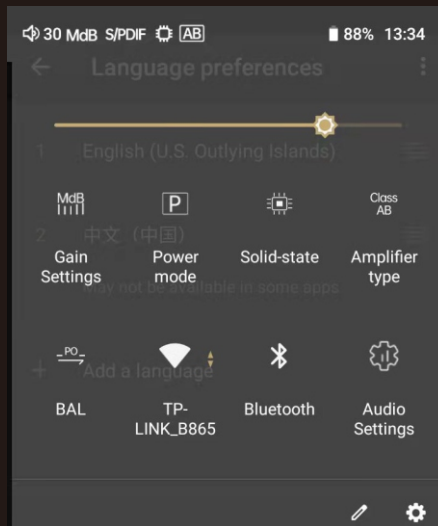 30 MdB S/PDIF AB 88% 13:34
Language preferences
1 English (U.S. Outlying Islands)
MdB P Class AB
2 中文（中国）
Gain Settings Power mode Solid-state Amplifier type
May not be available in some apps
PO
+ Add a language
BAL TP-LINK_B865 Bluetooth Audio Settings